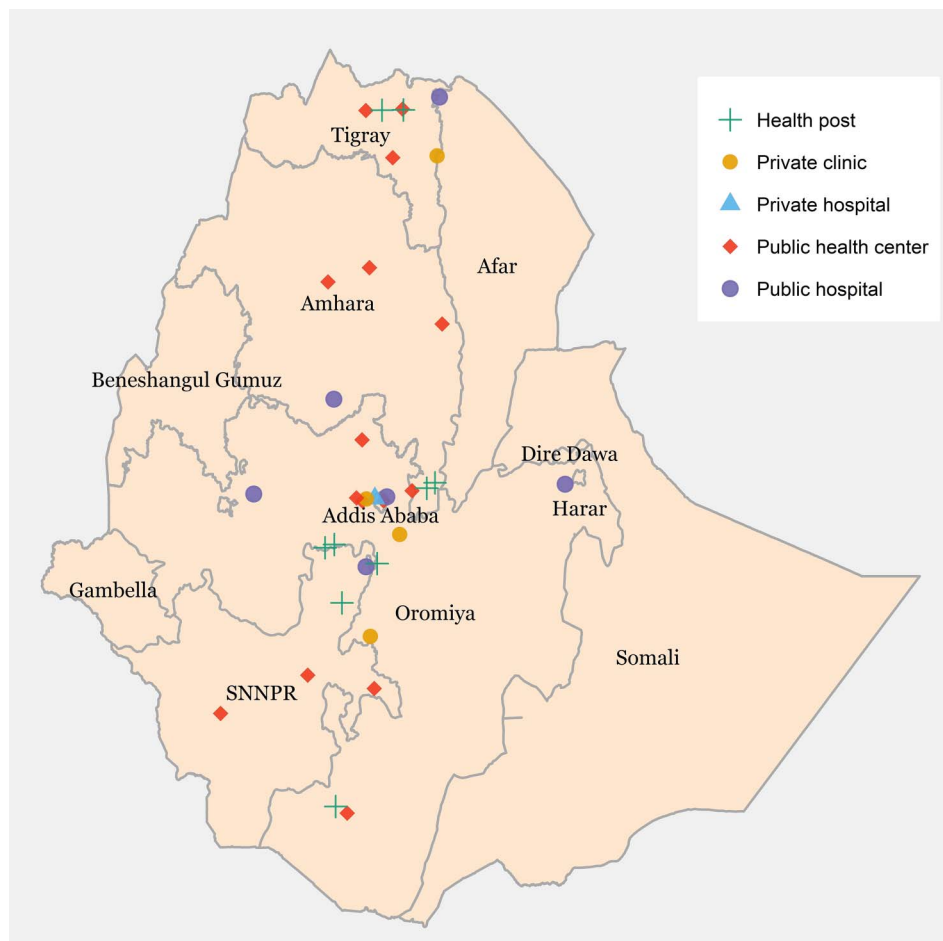 Health post
Private clinic
Private hospital
Public health center
Public hospital
Tigray
Afar
Amhara
Beneshangul Gumuz
Dire Dawa
Harar
Addis Ababa
Gambella
Oromiya
Somali
SNNPR